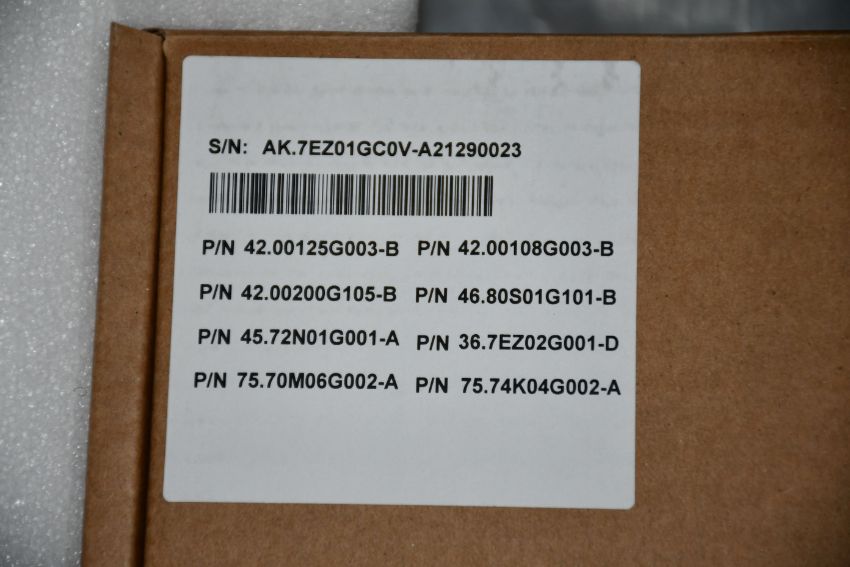 S/N: AK.7EZ01GC0V-A21290023
P/N 42.00125G003-B P/N 42.00108G003-B
P/N 42.00200G105-B P/N 46.80S01G101-B
P/N 45.72N01G001-A P/N 36.7EZ02G001-D
P/N 75.70M06G002-A P/N 75.74K04G002-A